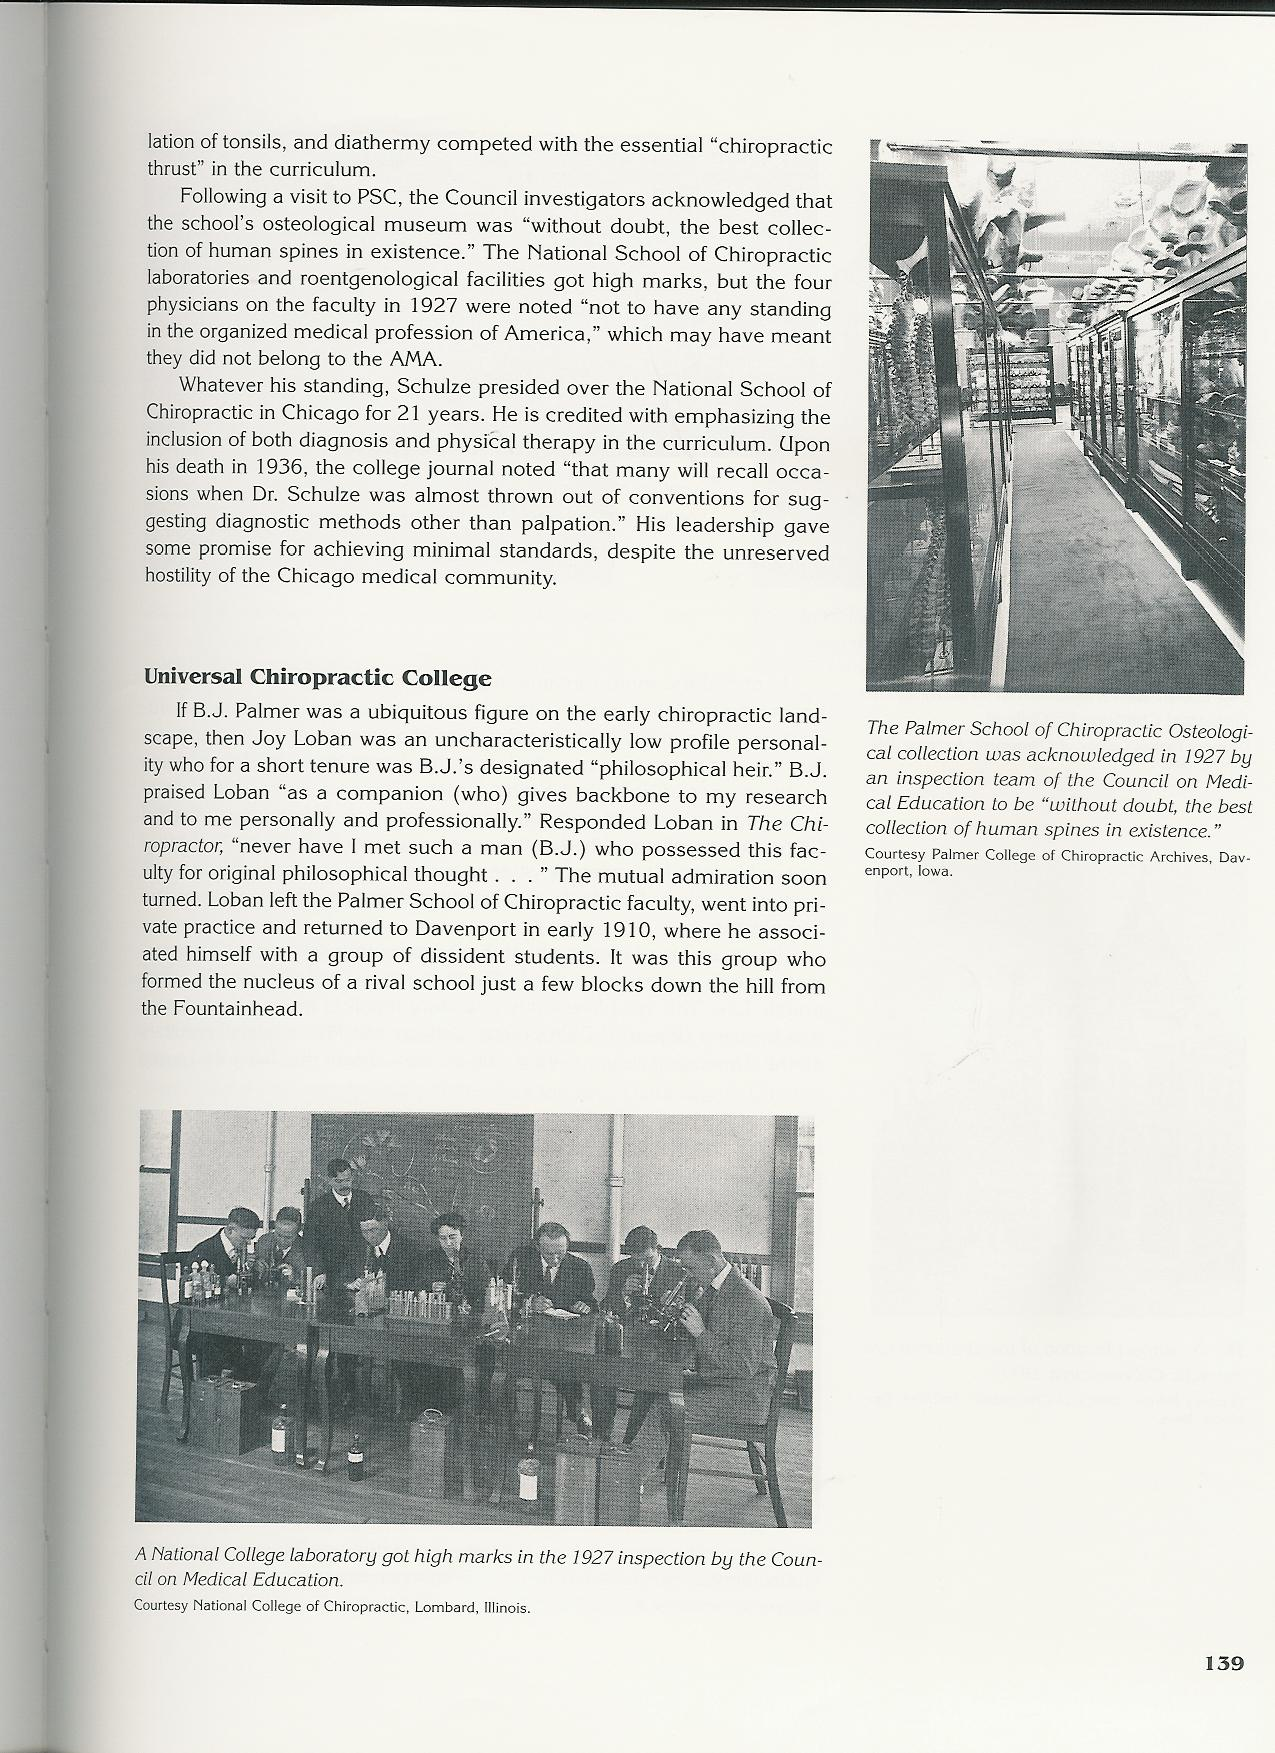 lation of tonsils, and diathermy competed with the essential “chiropractic
thrust” in the curriculum.
Following a visit to PSC, the Council investigators acknowledged that
the school’s osteological museum was “without doubt, the best collec-
tion of human spines in existence.” The National School of Chiropractic
laboratories and roentgenological facilities got high marks, but the four
physicians on the faculty in 1927 were noted “not to have any standing
in the organized medical profession of America,” which may have meant
they did not belong to the AMA.
Whatever his standing, Schulze presided over the National School of
Chiropractic in Chicago for 21 years. He is credited with emphasizing the
inclusion of both diagnosis and physical therapy in the curriculum. Upon
his death in 1936, the college journal noted “that many will recall occa-
sions when Dr. Schulze was almost thrown out of conventions for sug-
gesting diagnostic methods other than palpation.” His leadership gave
some promise for achieving minimal standards, despite the unreserved
hostility of the Chicago medical community.
Universal Chiropractic College
If B.J. Palmer was a ubiquitous figure on the early chiropractic land-
scape, then Joy Loban was an uncharacteristically low profile personal-
ity who for a short tenure was B.J.’s designated “philosophical heir.” B.J.
praised Loban “as a companion (who) gives backbone to my research
and to me personally and professionally.” Responded Loban in The Chi-
ropractor, “never have I met such a man (B.J.) who possessed this fac-
ulty for original philosophical thought . . . ” The mutual admiration soon
turned. Loban left the Palmer School of Chiropractic faculty, went into pri-
vate practice and returned to Davenport in early 1910, where he associ-
ated himself with a group of dissident students. It was this group who
formed the nucleus of a rival school just a few blocks down the hill from
the Fountainhead.
The Palmer School of Chiropractic Osteologi-
cal collection was acknowledged in 1927 by
an inspection team of the Council on Medi-
cal Education to be “without doubt, the best
collection of human spines in existence.”
Courtesy Palmer College of Chiropractic Archives, Dav-
enport, Iowa.
A National College laboratory got high marks in the 1927 inspection by the Coun-
cil on Medical Education.
Courtesy National College of Chiropractic, Lombard, Illinois.
139